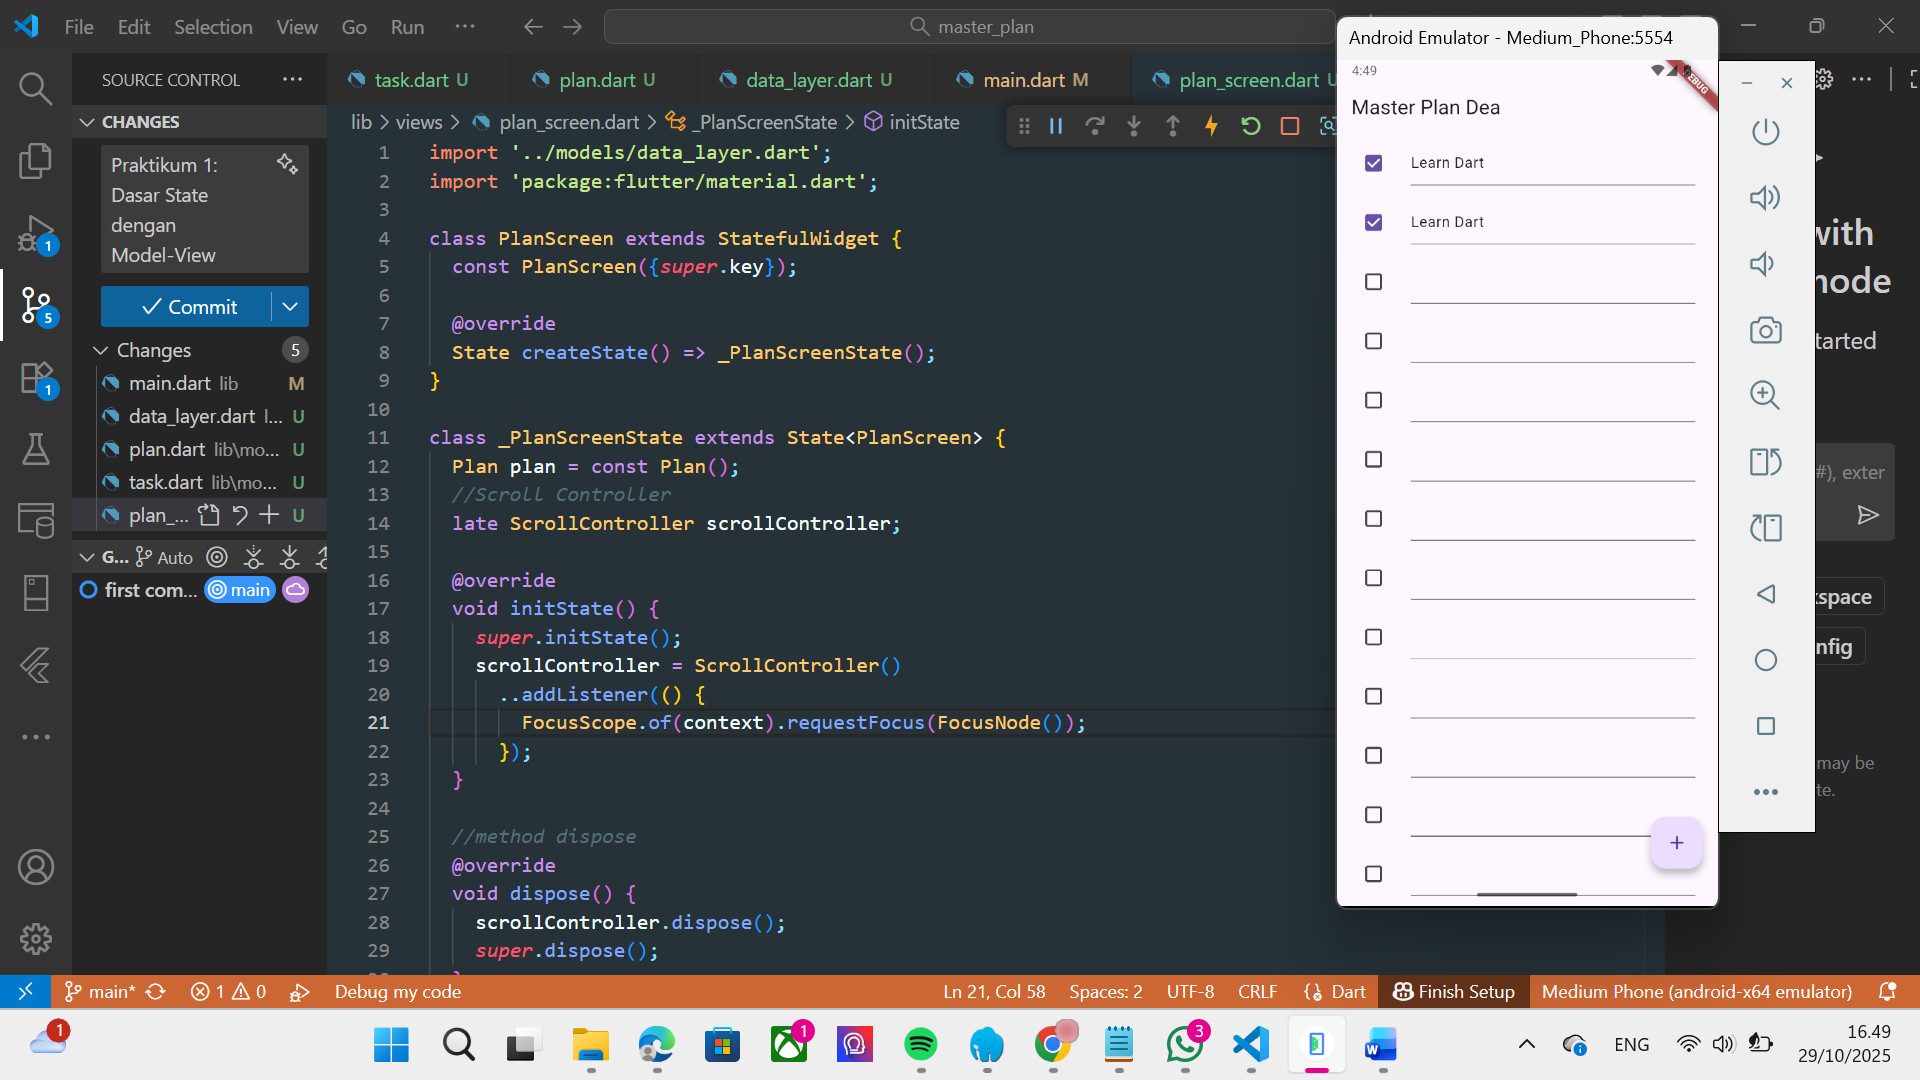 File Edit Selection View Go Run ···
master_plan
SOURCE CONTROL
CHANGES
Praktikum 1:
Dasar State
dengan
Model-View
Commit
Changes 5
main.dart lib M
data_layer.dart l... U
plan.dart lib\mo... U
task.dart lib\mo... U
plan_... U
G... Auto
first com... main
1
5
1
task.dart U
plan.dart U
data_layer.dart U
main.dart M
plan_screen.dart U
lib > views > plan_screen.dart > _PlanScreenState > initState
1 import '../models/data_layer.dart';
2 import 'package:flutter/material.dart';
3
4 class PlanScreen extends StatefulWidget {
5 const PlanScreen({super.key});
6
7 @override
8 State createState() => _PlanScreenState();
9 }
10
11 class _PlanScreenState extends State<PlanScreen> {
12 Plan plan = const Plan();
13 //Scroll Controller
14 late ScrollController scrollController;
15
16 @override
17 void initState() {
18 super.initState();
19 scrollController = ScrollController()
20 ..addListener(() {
21 FocusScope.of(context).requestFocus(FocusNode());
22 });
23 }
24
25 //method dispose
26 @override
27 void dispose() {
28 scrollController.dispose();
29 super.dispose();
Android Emulator - Medium_Phone:5554
4:49
Master Plan Dea
Learn Dart
Learn Dart
+
with
node
tarted
#), exter
kspace
nfig
may be
te.
main* 1 0 Debug my code
Ln 21, Col 58 Spaces: 2 UTF-8 CRLF {} Dart Finish Setup Medium Phone (android-x64 emulator)
1
1
3
ENG
16.49
29/10/2025